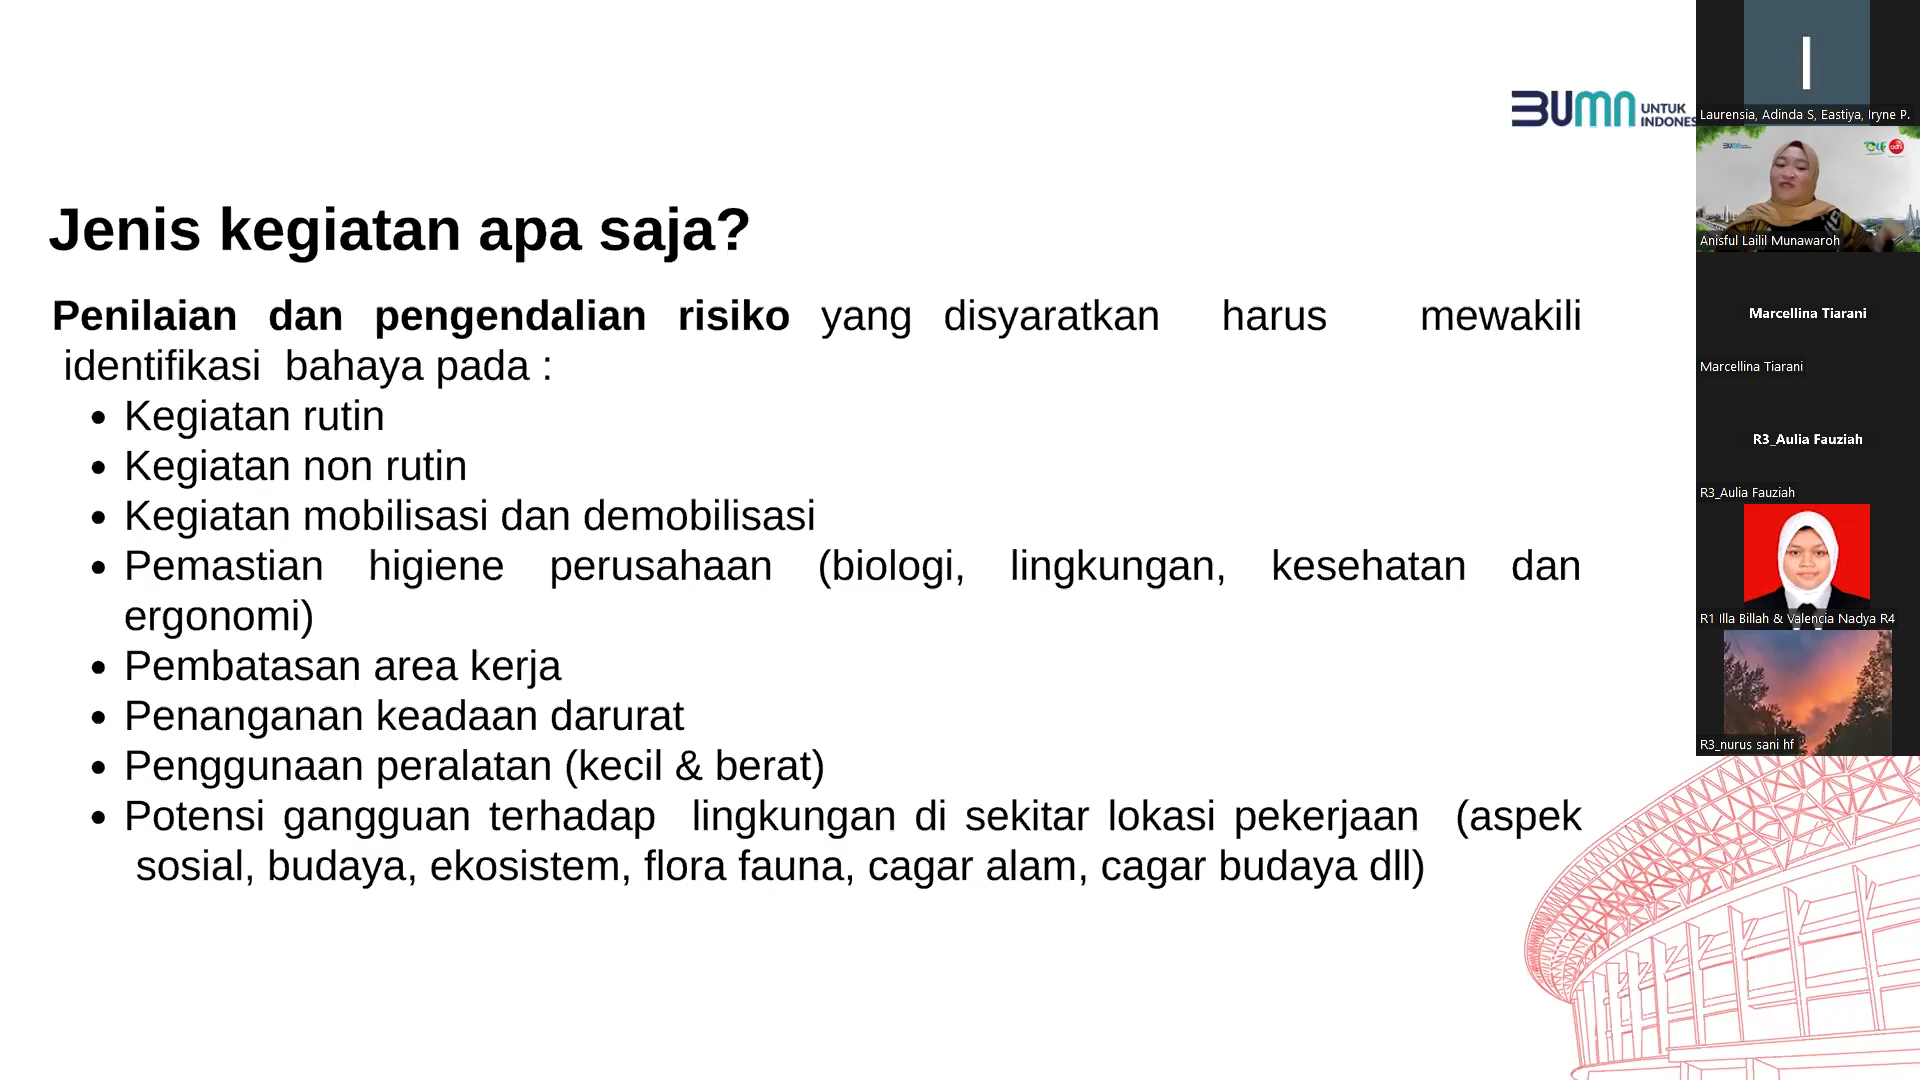 BUMN UNTUK
INDONES
Jenis kegiatan apa saja?
Penilaian dan pengendalian risiko yang disyaratkan harus mewakili
identifikasi bahaya pada :
• Kegiatan rutin
• Kegiatan non rutin
• Kegiatan mobilisasi dan demobilisasi
• Pemastian higiene perusahaan (biologi, lingkungan, kesehatan dan
ergonomi)
• Pembatasan area kerja
• Penanganan keadaan darurat
• Penggunaan peralatan (kecil & berat)
• Potensi gangguan terhadap lingkungan di sekitar lokasi pekerjaan (aspek
sosial, budaya, ekosistem, flora fauna, cagar alam, cagar budaya dll)
I
Laurensia, Adinda S, Eastiya, Iryne P.
BUMN
adhi
Anisful Lailil Munawaroh
Marcellina Tiarani
Marcellina Tiarani
R3_Aulia Fauziah
R3_Aulia Fauziah
R1 Illa Billah & Valencia Nadya R4
R3_nurus sani hf